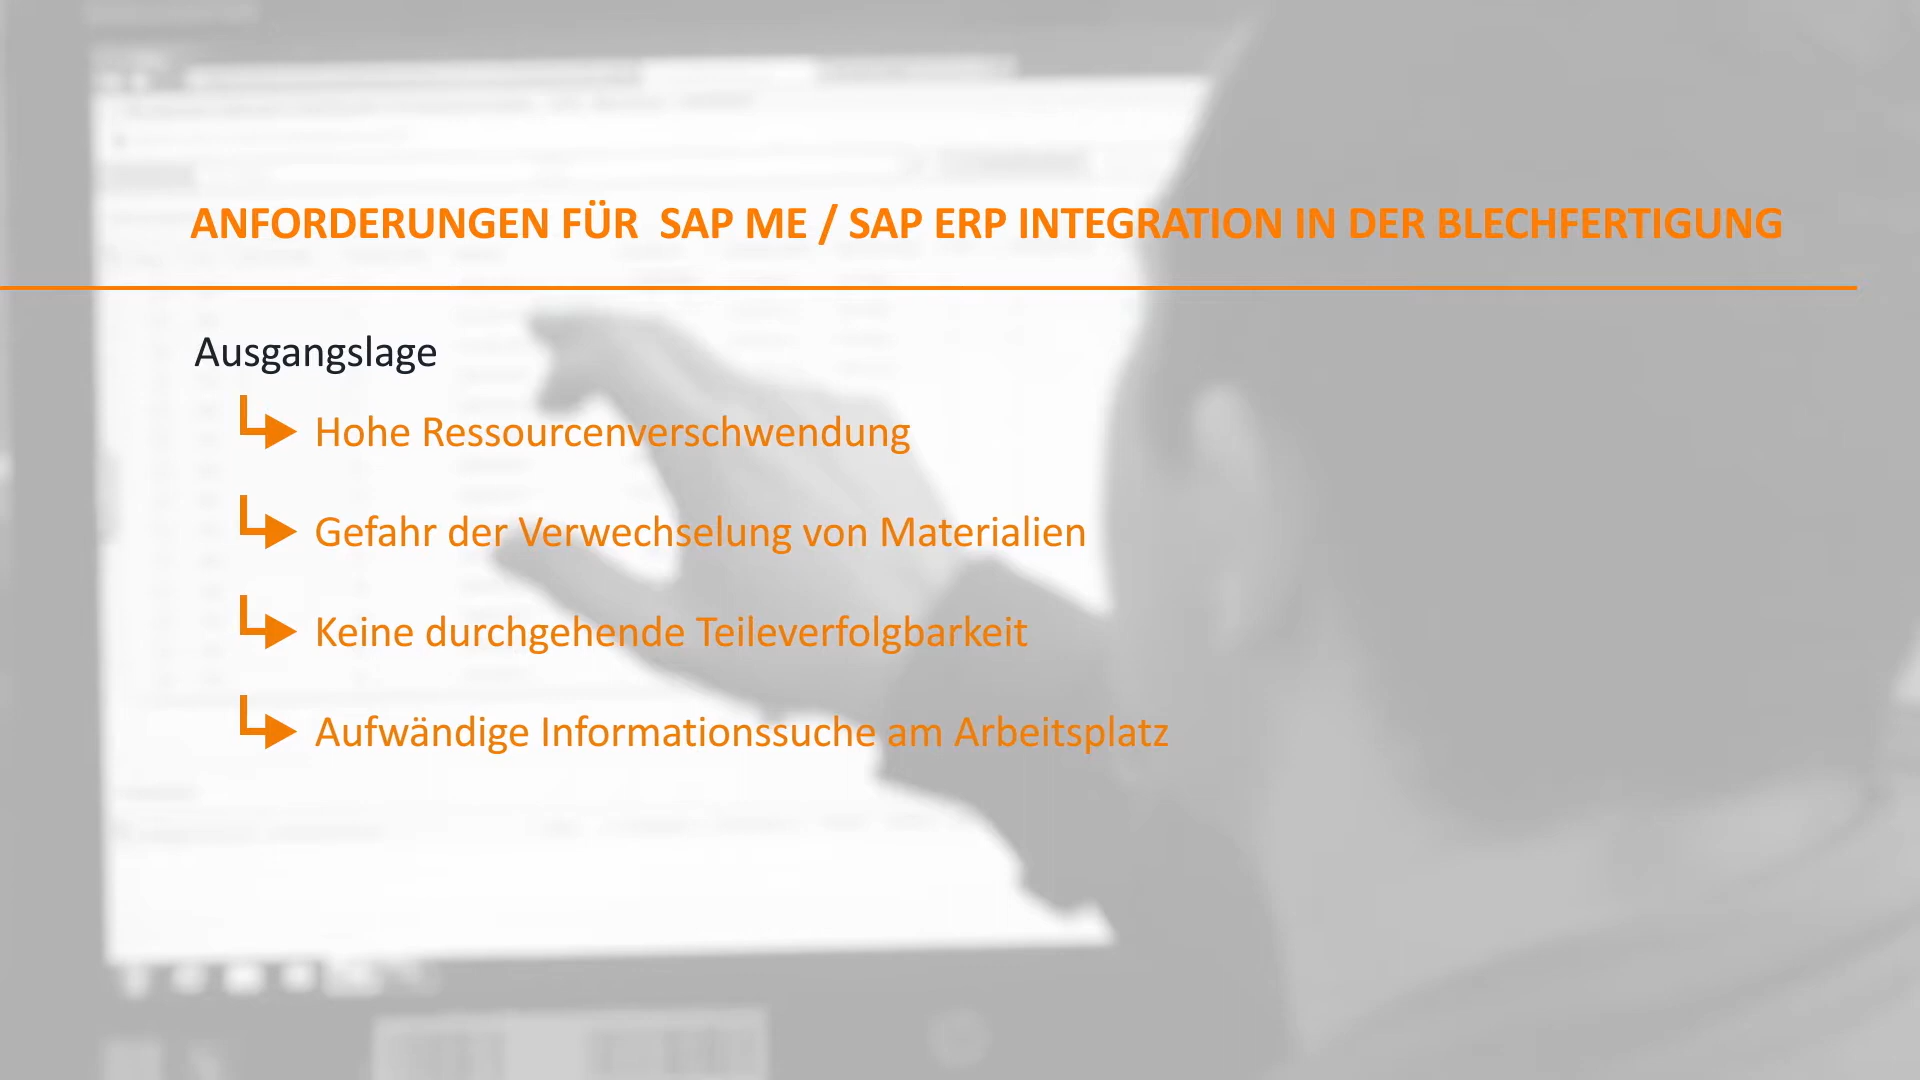 ANFORDERUNGEN FÜR  SAP ME / SAP ERP INTEGRATION IN DER BLECHFERTIGUNG
Ausgangslage
Hohe Ressourcenverschwendung
Gefahr der Verwechselung von Materialien
Keine durchgehende Teileverfolgbarkeit
Aufwändige Informationssuche am Arbeitsplatz